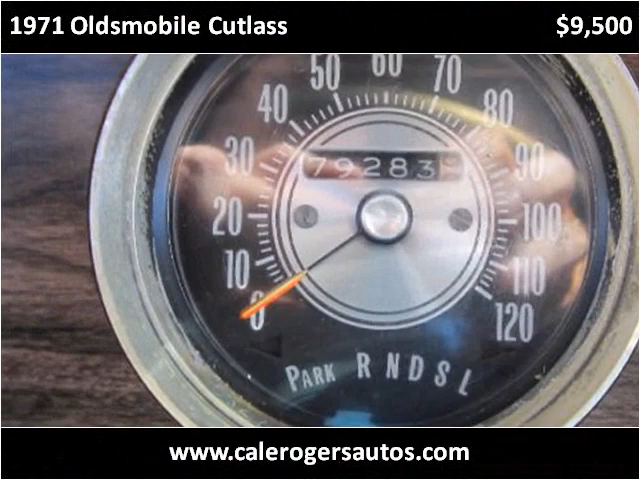 1971 Oldsmobile Cutlass $9,500
0 10 20 30 40 50 60 70 80 90 100 110 120
79283
PARK R N D S L
www.calerogersautos.com